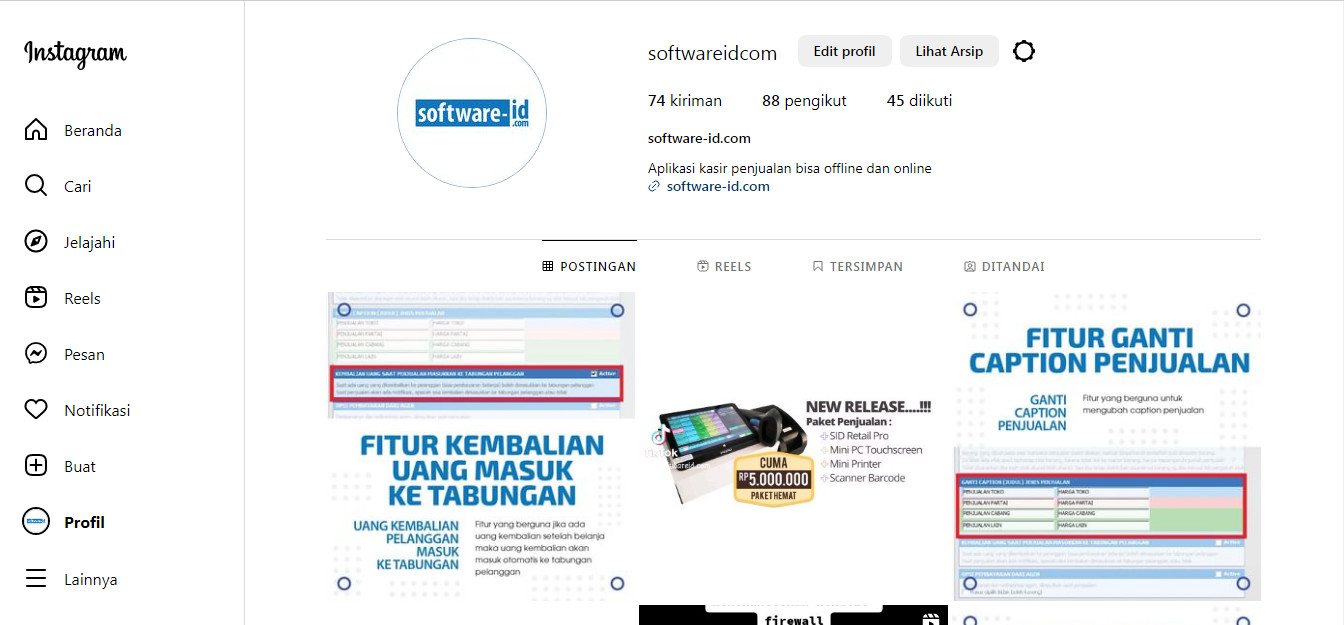 Instagram
Beranda
Cari
Jelajahi
Reels
Pesan
Notifikasi
Buat
Profil
Lainnya
software-id
.com
softwareidcom
Edit profil
Lihat Arsip
74 kiriman
88 pengikut
45 diikuti
software-id.com
Aplikasi kasir penjualan bisa offline dan online
software-id.com
POSTINGAN
REELS
TERSIMPAN
DITANDAI
PENJUALAN TOKO
HARGA TOKO
PENJUALAN PARTAI
HARGA PARTAI
PENJUALAN CABANG
HARGA CABANG
PENJUALAN LAIN
HARGA LAIN
KEMBALIAN UANG SAAT PENJUALAN MASUKKAN KE TABUNGAN PELANGGAN
Active
FITUR KEMBALIAN
UANG MASUK
KE TABUNGAN
UANG KEMBALIAN
PELANGGAN
MASUK
KE TABUNGAN
Fitur yang berguna jika ada
uang kembalian setelah belanja
maka uang kembalian akan
masuk otomatis ke tabungan
pelanggan
NEW RELEASE....!!!
Paket Penjualan :
SID Retail Pro
Mini PC Touchscreen
Mini Printer
Scanner Barcode
TikTok
CUMA
RP5.000.000
PAKET HEMAT
firewall
FITUR GANTI
CAPTION PENJUALAN
GANTI
CAPTION
PENJUALAN
Fitur yang berguna untuk
mengubah caption penjualan
GANTI CAPTION (JUDUL) JENIS PENJUALAN
PENJUALAN TOKO
HARGA TOKO
PENJUALAN PARTAI
HARGA PARTAI
PENJUALAN CABANG
HARGA CABANG
PENJUALAN LAIN
HARGA LAIN